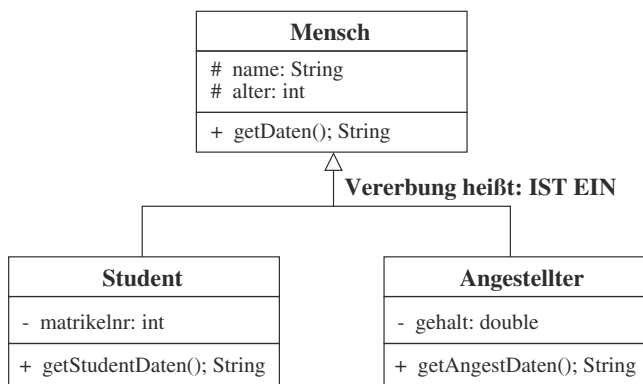 Mensch
# name: String
# alter: int
+ getDaten(); String
Vererbung heißt: IST EIN
Student
- matrikelnr: int
+ getStudentDaten(); String
Angestellter
- gehalt: double
+ getAngestDaten(); String